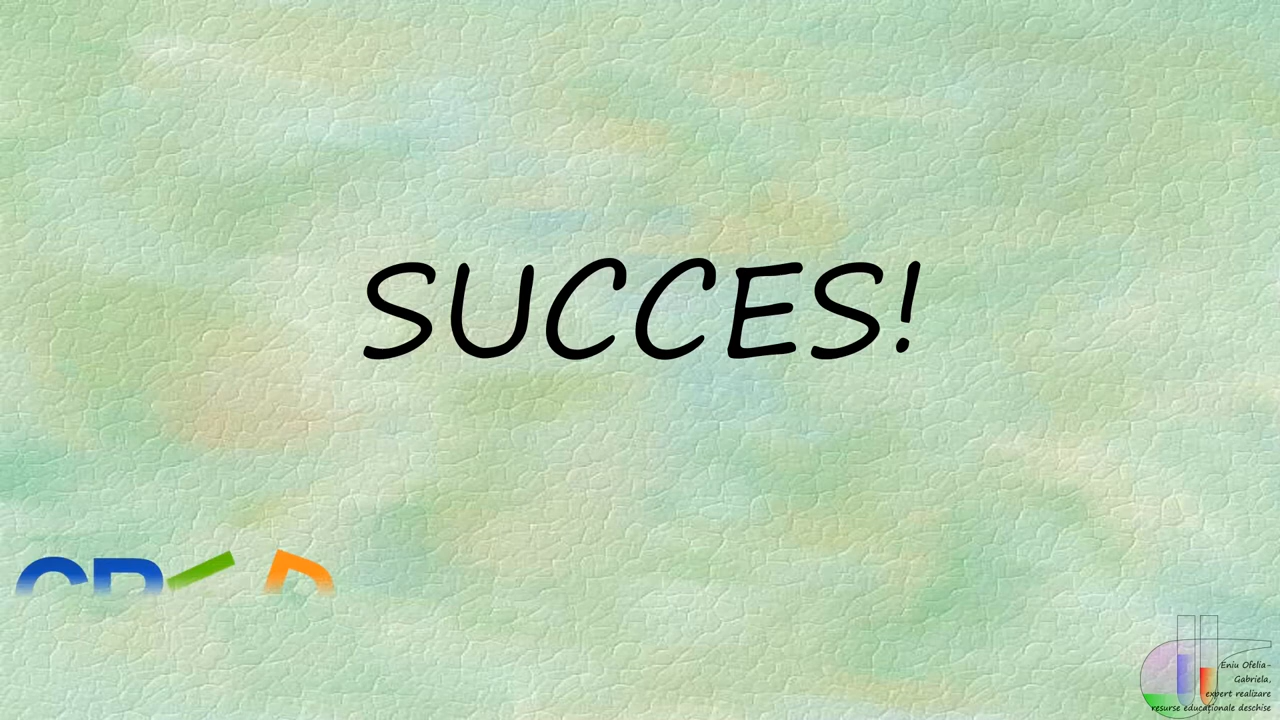 SUCCES!
Eniu Ofelia-
Gabriela,
expert realizare
resurse educaționale deschise